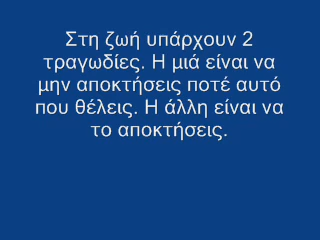 Στη ζωή υπάρχουν 2
τραγωδίες. Η μιά είναι να
μην αποκτήσεις ποτέ αυτό
που θέλεις. Η άλλη είναι να
το αποκτήσεις.